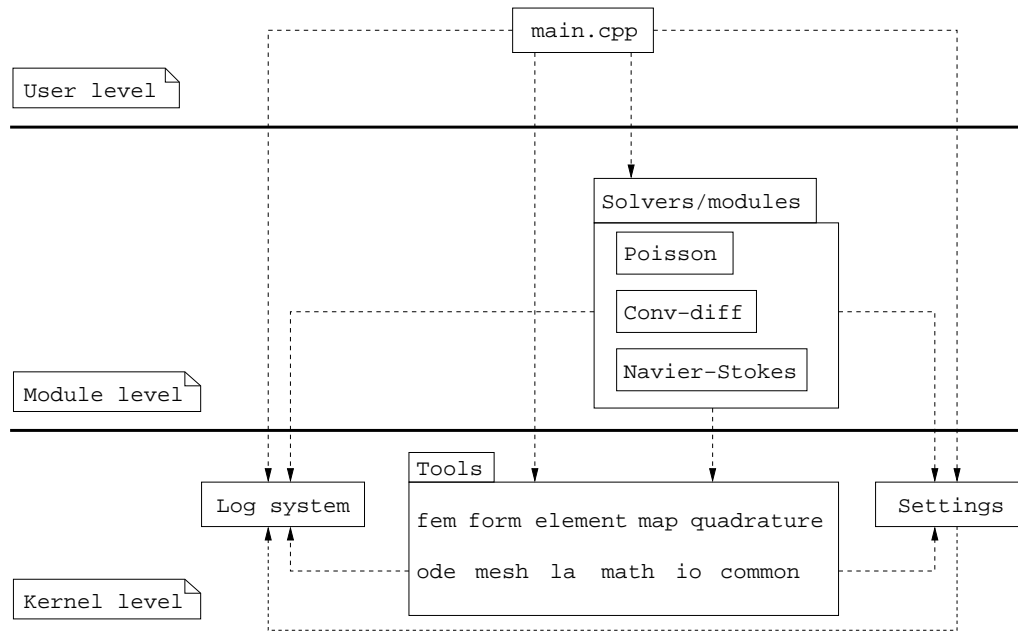 main.cpp
User level
Solvers/modules
Poisson
Conv-diff
Navier-Stokes
Module level
Tools
Log system
fem form element map quadrature
Settings
ode mesh la math io common
Kernel level